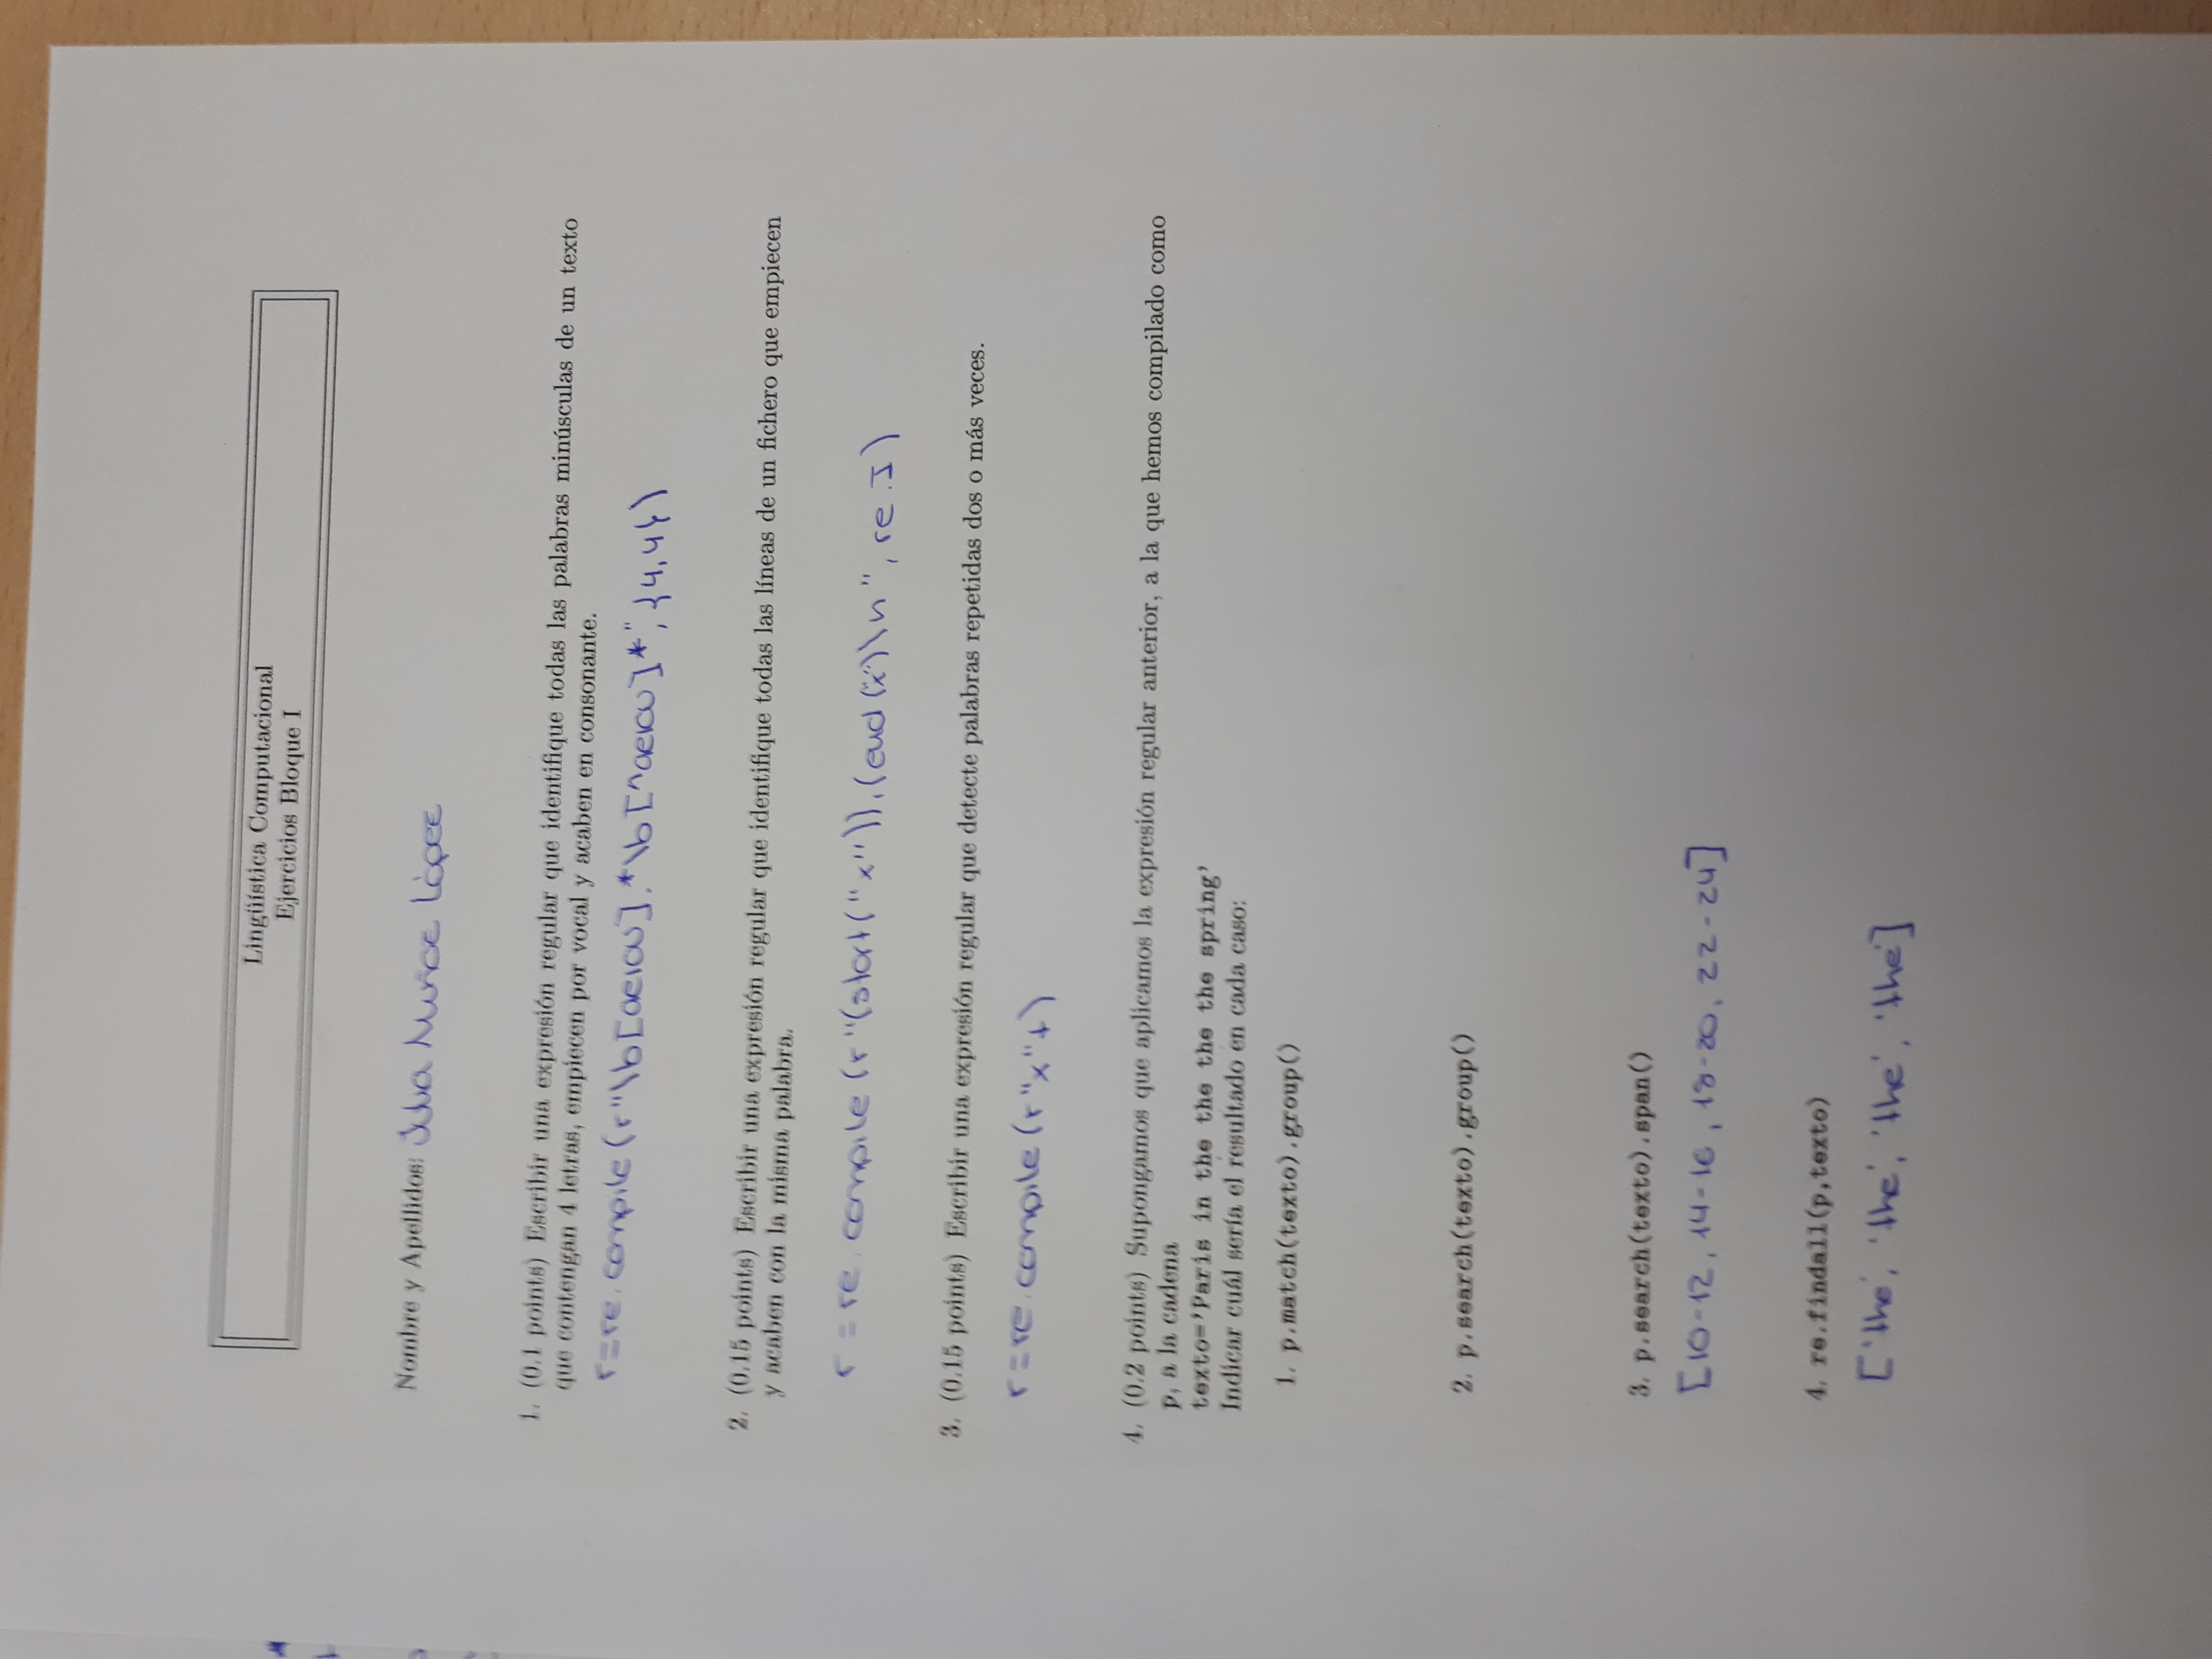 Lingüística Computacional
Ejercicios Bloque I
Nombre y Apellidos: Julia Muñoz López
1. (0.1 points) Escribir una expresión regular que identifique todas las palabras minúsculas de un texto
que contengan 4 letras, empiecen por vocal y acaben en consonante.
r=re.compile(r"\b[aeiou].*\b[^aeiou]*",{4,4})
2. (0.15 points) Escribir una expresión regular que identifique todas las líneas de un fichero que empiecen
y acaben con la misma palabra.
r=re.compile(r"(start("x")).(end("x")\n", re.I)
3. (0.15 points) Escribir una expresión regular que detecte palabras repetidas dos o más veces.
r=re.compile(r"x"+)
4. (0.2 points) Supongamos que aplicamos la expresión regular anterior, a la que hemos compilado como
p, a la cadena
texto='Paris in the the the the spring'
Indicar cuál sería el resultado en cada caso:
1. p.match(texto).group()
2. p.search(texto).group()
3. p.search(texto).span()
[10-12, 14-16, 18-20, 22-24]
4. re.findall(p,texto)
['the', 'the', 'the', 'the']